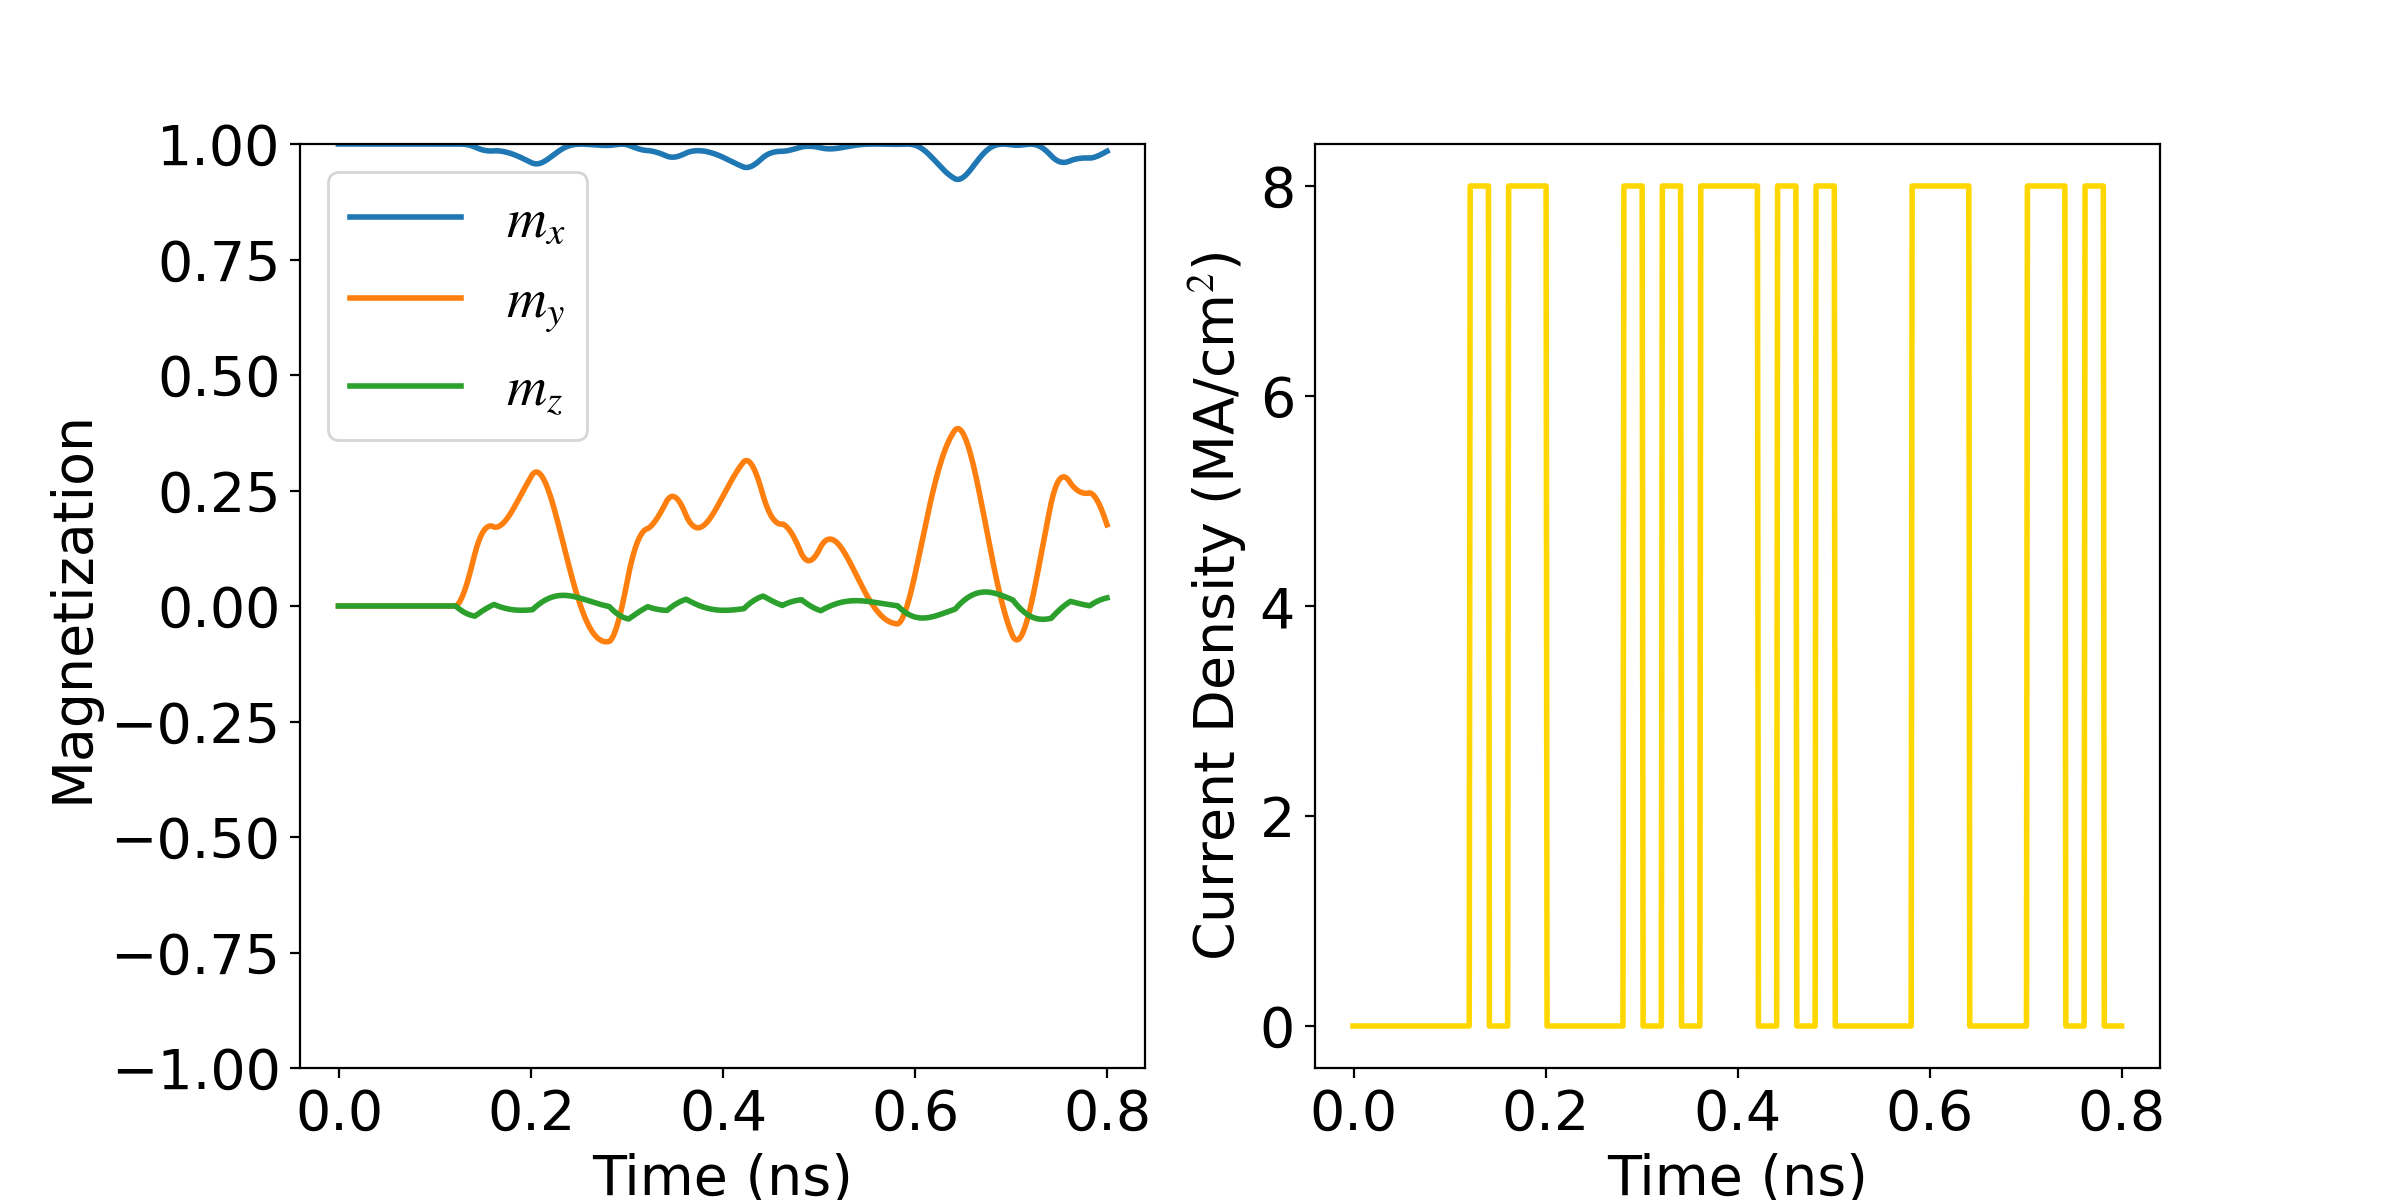 1.00
0.75
0.50
0.25
0.00
−0.25
−0.50
−0.75
−1.00
Magnetization
m_x
m_y
m_z
0.0 0.2 0.4 0.6 0.8
Time (ns)
8
6
4
2
0
Current Density (MA/cm²)
0.0 0.2 0.4 0.6 0.8
Time (ns)